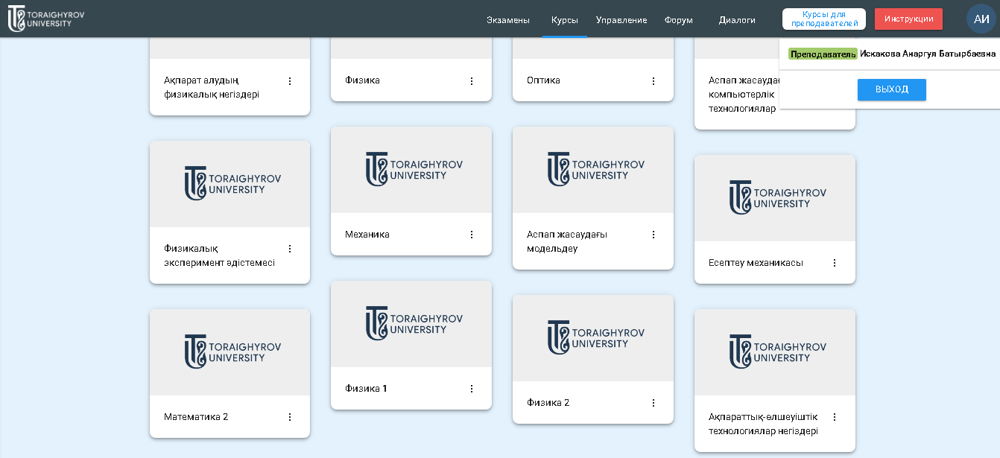 TORAIGHYROV
UNIVERSITY
Экзамены
Курсы
Управление
Форум
Диалоги
Курсы для
преподавателей
Инструкции
АИ
Преподаватель Искакова Анаргул Батырбаевна
ВЫХОД
Ақпарат алудың
физикалық негіздері
Физика
Оптика
Аспап жасаудағы
компьютерлік
технологиялар
TORAIGHYROV
UNIVERSITY
Физикалық
эксперимент әдістемесі
TORAIGHYROV
UNIVERSITY
Механика
TORAIGHYROV
UNIVERSITY
Аспап жасаудағы
модельдеу
TORAIGHYROV
UNIVERSITY
Есептеу механикасы
TORAIGHYROV
UNIVERSITY
Математика 2
TORAIGHYROV
UNIVERSITY
Физика 1
TORAIGHYROV
UNIVERSITY
Физика 2
TORAIGHYROV
UNIVERSITY
Ақпараттық-өлшеуіштік
технологиялар негіздері